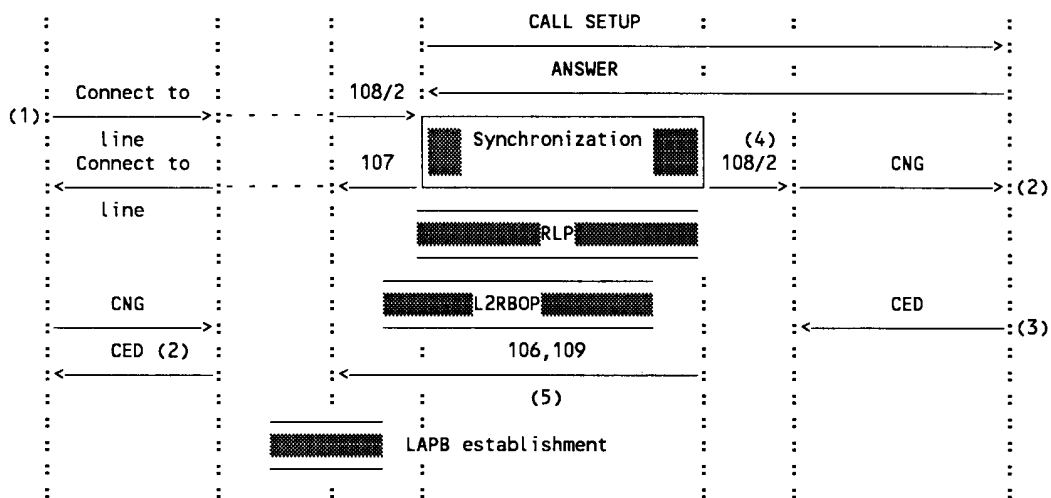 CALL SETUP
ANSWER
Connect to 108/2
(1)
line Synchronization (4)
Connect to 107 108/2 CNG
(2)
line
RLP
CNG L2RBOP CED
(3)
CED (2) 106,109
(5)
LAPB establishment